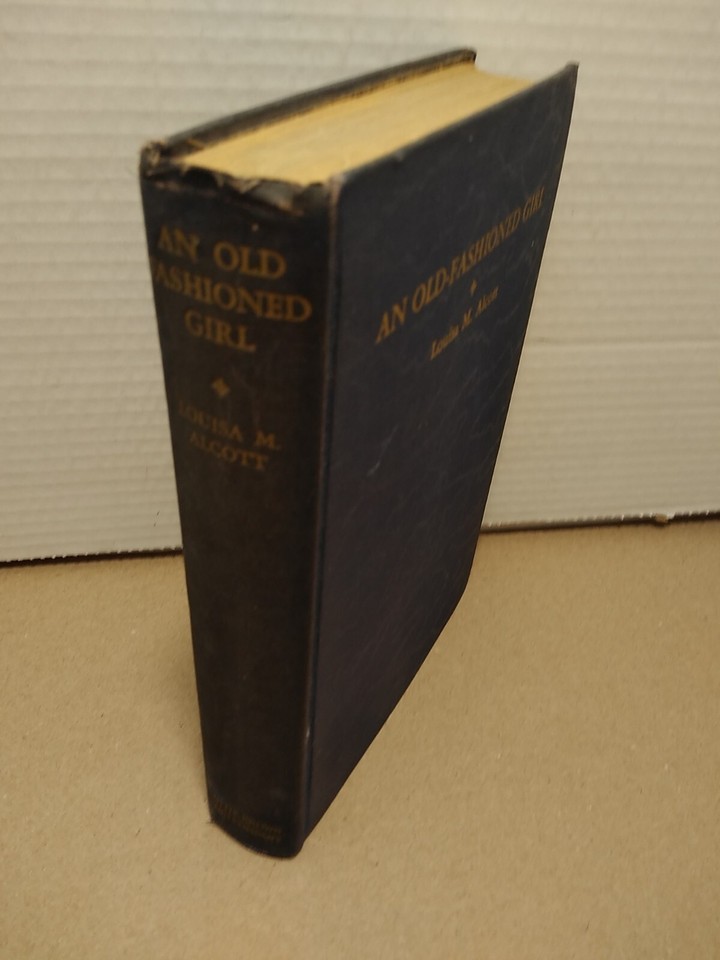 AN OLD
FASHIONED
GIRL
LOUISA M.
ALCOTT
AN OLD-FASHIONED GIRL
Louisa M. Alcott